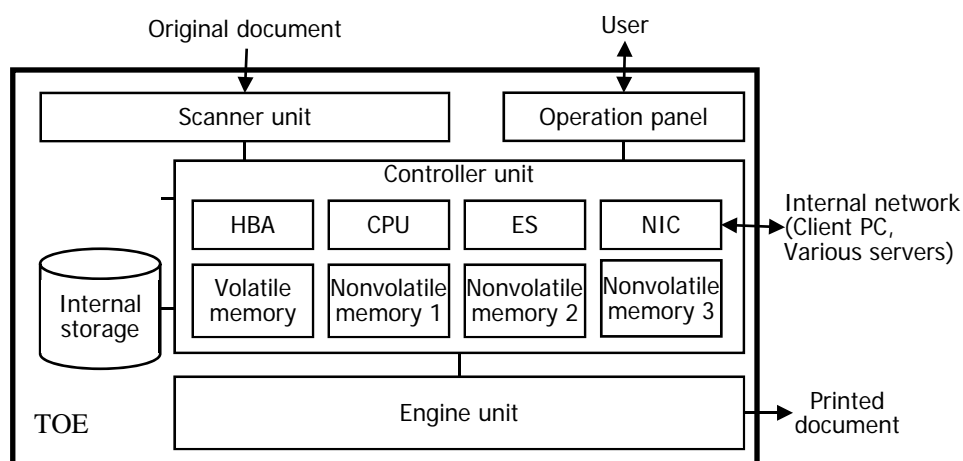 Original document
User
Scanner unit
Operation panel
Controller unit
HBA
CPU
ES
NIC
Internal network
(Client PC,
Various servers)
Internal
storage
Volatile
memory
Nonvolatile
memory 1
Nonvolatile
memory 2
Nonvolatile
memory 3
Engine unit
TOE
Printed
document